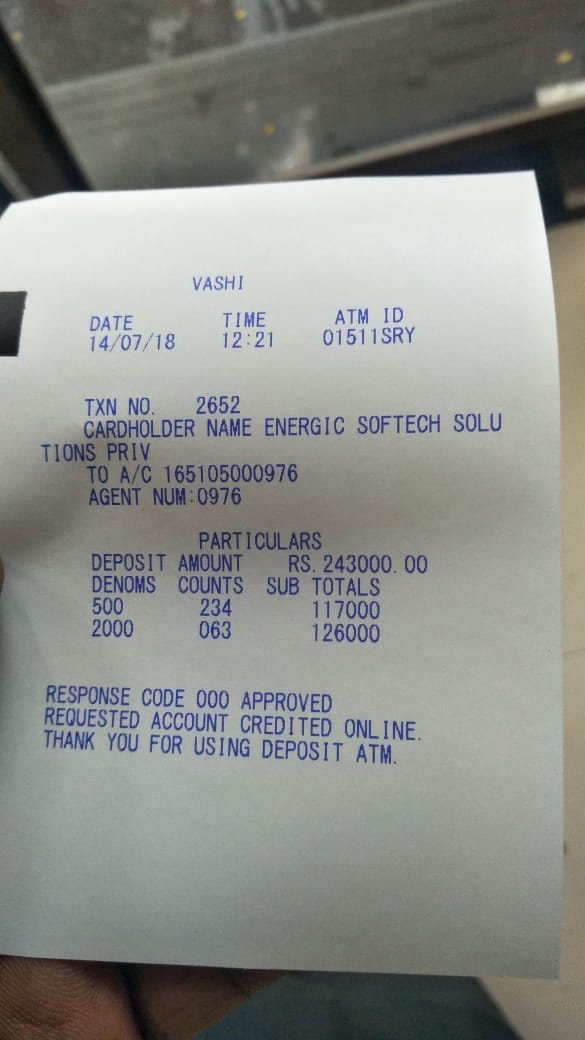 VASHI
DATE TIME ATM ID
14/07/18 12:21 01511SRY
TXN NO. 2652
CARDHOLDER NAME ENERGIC SOFTECH SOLU
TIONS PRIV
TO A/C 165105000976
AGENT NUM:0976
PARTICULARS
DEPOSIT AMOUNT RS.243000.00
DENOMS COUNTS SUB TOTALS
500 234 117000
2000 063 126000
RESPONSE CODE 000 APPROVED
REQUESTED ACCOUNT CREDITED ONLINE.
THANK YOU FOR USING DEPOSIT ATM.